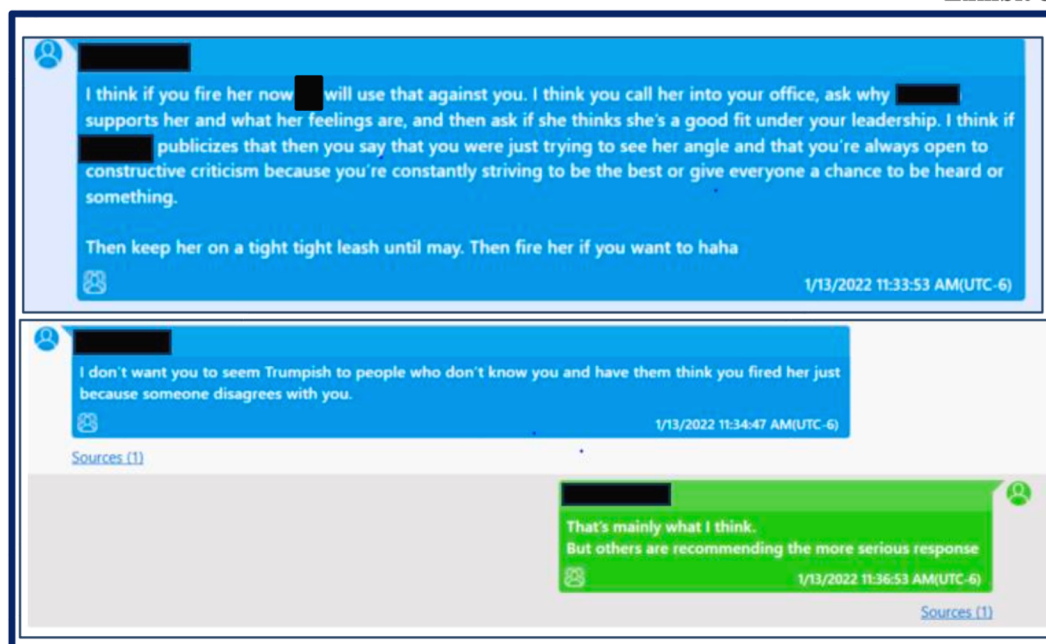 I think if you fire her now will use that against you. I think you call her into your office, ask why
supports her and what her feelings are, and then ask if she thinks she's a good fit under your leadership. I think if
publicizes that then you say that you were just trying to see her angle and that you're always open to
constructive criticism because you're constantly striving to be the best or give everyone a chance to be heard or
something.
Then keep her on a tight tight leash until may. Then fire her if you want to haha
1/13/2022 11:33:53 AM(UTC-6)
I don't want you to seem Trumpish to people who don't know you and have them think you fired her just
because someone disagrees with you.
1/13/2022 11:34:47 AM(UTC-6)
Sources (1)
That's mainly what I think.
But others are recommending the more serious response
1/13/2022 11:36:53 AM(UTC-6)
Sources (1)